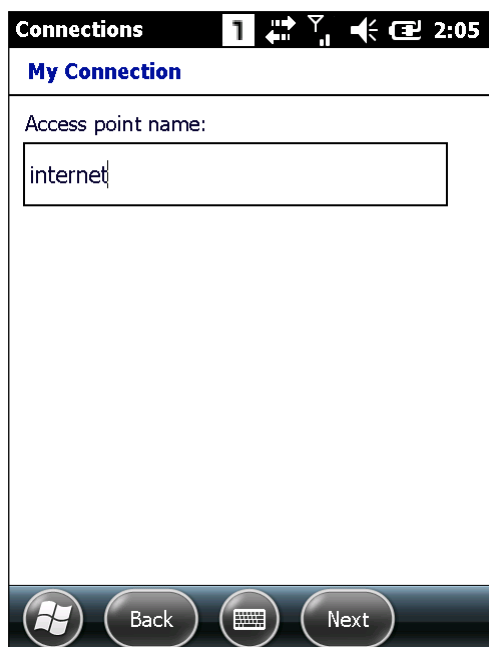 Connections 1 2:05
My Connection
Access point name:
internet
Back Next